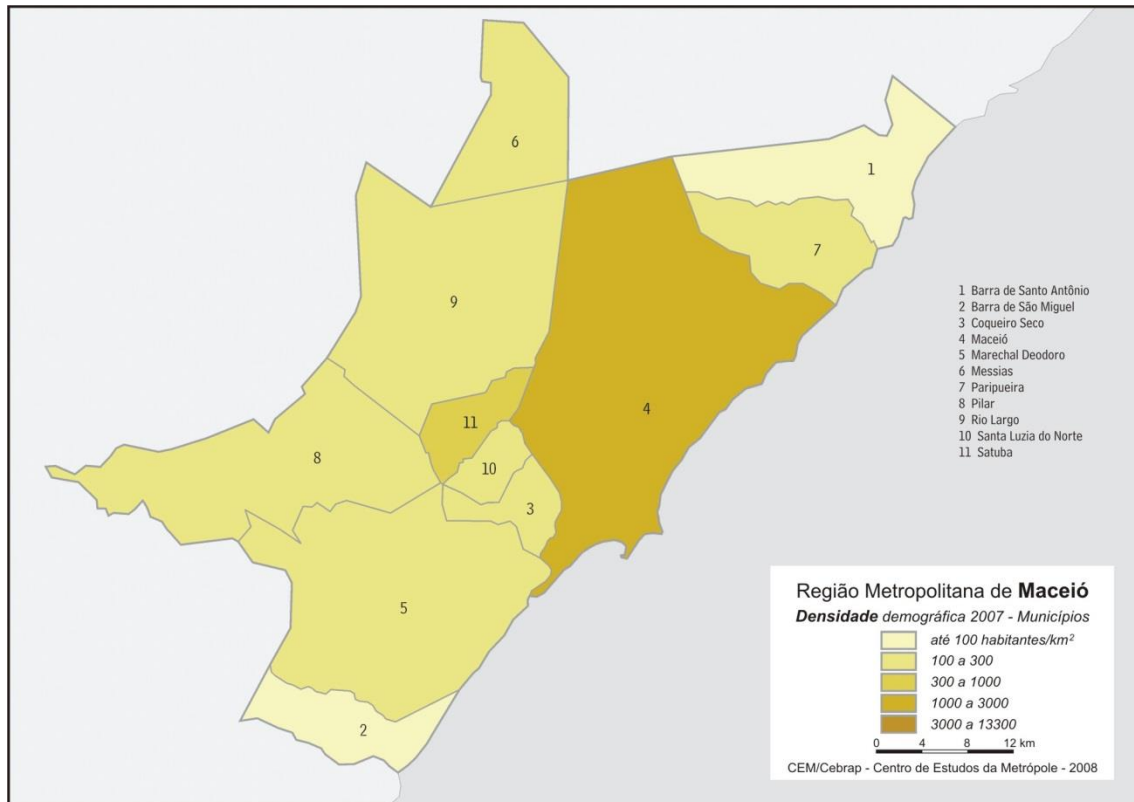 6
1
7
9
4
11
8
10
3
5
2
1 Barra de Santo Antônio
2 Barra de São Miguel
3 Coqueiro Seco
4 Maceió
5 Marechal Deodoro
6 Messias
7 Paripueira
8 Pilar
9 Rio Largo
10 Santa Luzia do Norte
11 Satuba
Região Metropolitana de Maceió
Densidade demográfica 2007 - Municípios
até 100 habitantes/km²
100 a 300
300 a 1000
1000 a 3000
3000 a 13300
0 4 8 12 km
CEM/Cebrap - Centro de Estudos da Metrópole - 2008